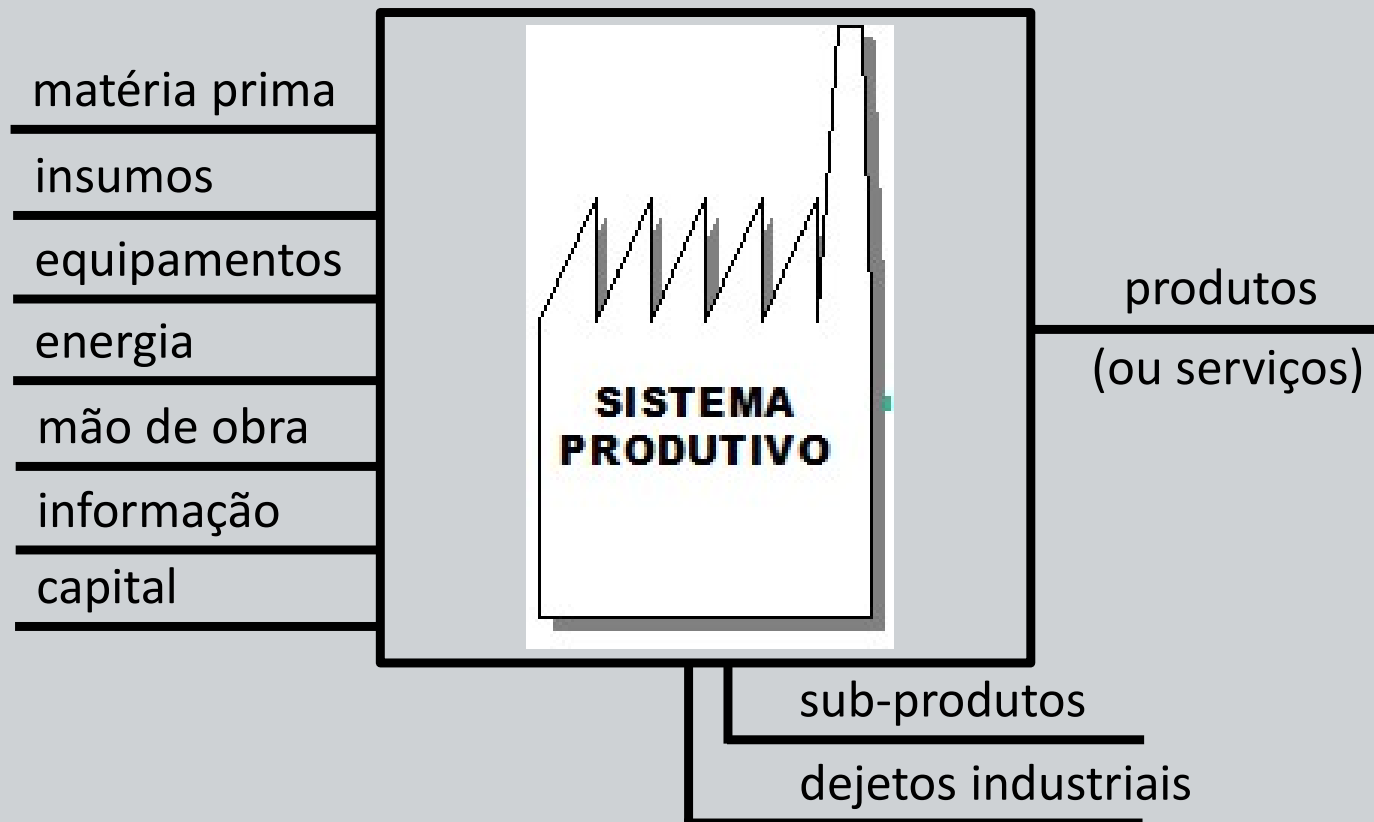 matéria prima
insumos
equipamentos
energia
mão de obra
informação
capital
SISTEMA
PRODUTIVO
produtos
(ou serviços)
sub-produtos
dejetos industriais